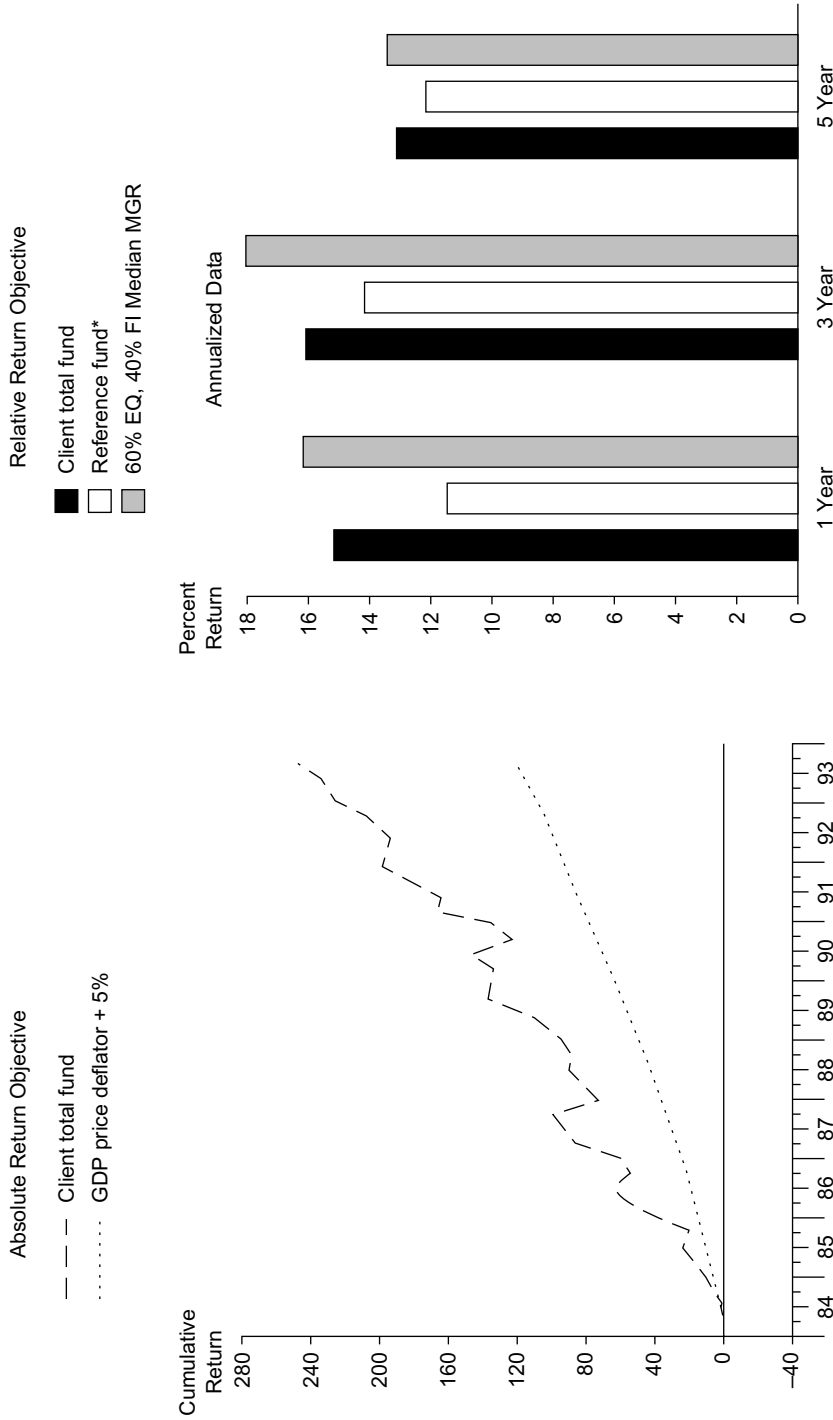 Absolute Return Objective
Client total fund
GDP price deflator + 5%
Cumulative
Return
280
240
200
160
120
80
40
0
–40
84
85
86
87
88
89
90
91
92
93
Relative Return Objective
Client total fund
Reference fund*
60% EQ, 40% FI Median MGR
Percent
Return
Annualized Data
18
16
14
12
10
8
6
4
2
0
1 Year
3 Year
5 Year